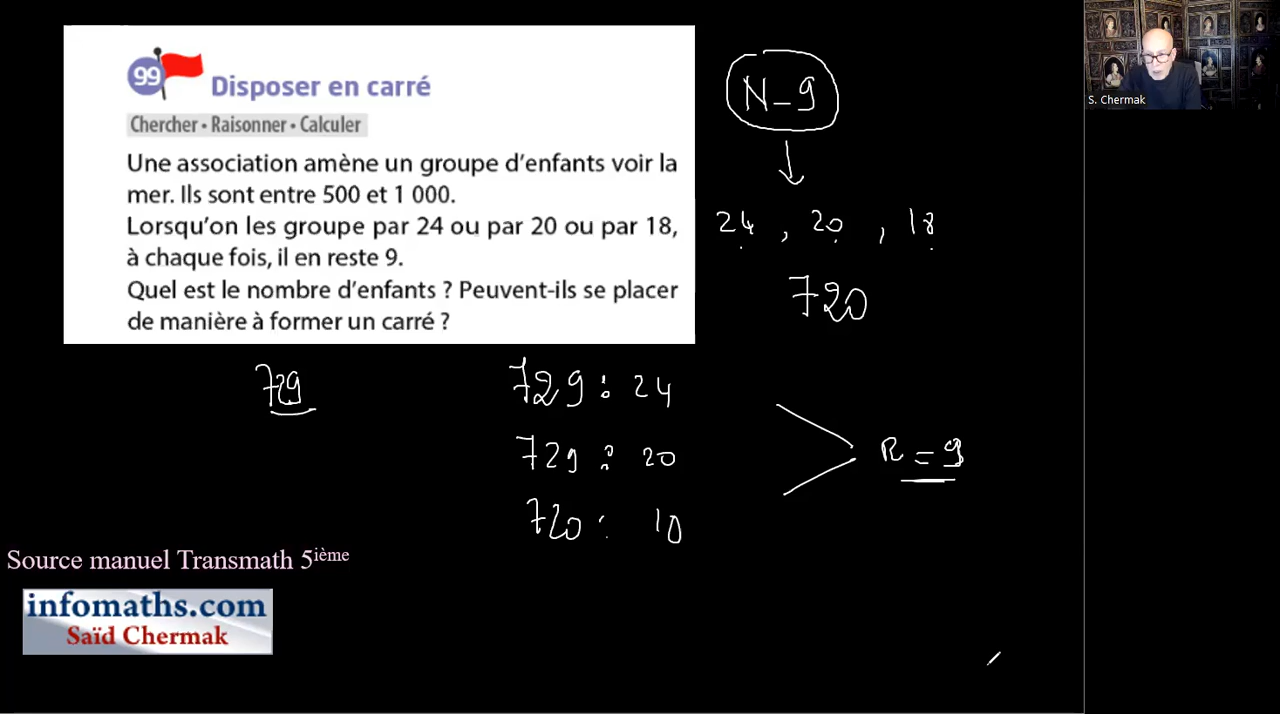 99 Disposer en carré
Chercher • Raisonner • Calculer
Une association amène un groupe d'enfants voir la
mer. Ils sont entre 500 et 1 000.
Lorsqu'on les groupe par 24 ou par 20 ou par 18,
à chaque fois, il en reste 9.
Quel est le nombre d'enfants ? Peuvent-ils se placer
de manière à former un carré ?
N - 9
24 , 20 , 18
720
729
729 : 24
729 : 20
720 : 10
R = 9
Source manuel Transmath 5ième
infomaths.com
Saïd Chermak
S. Chermak